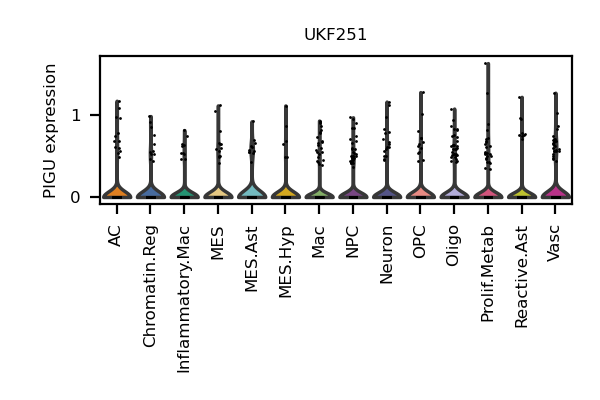 UKF251
PIGU expression
1
0
AC
Chromatin.Reg
Inflammatory.Mac
MES
MES.Ast
MES.Hyp
Mac
NPC
Neuron
OPC
Oligo
Prolif.Metab
Reactive.Ast
Vasc